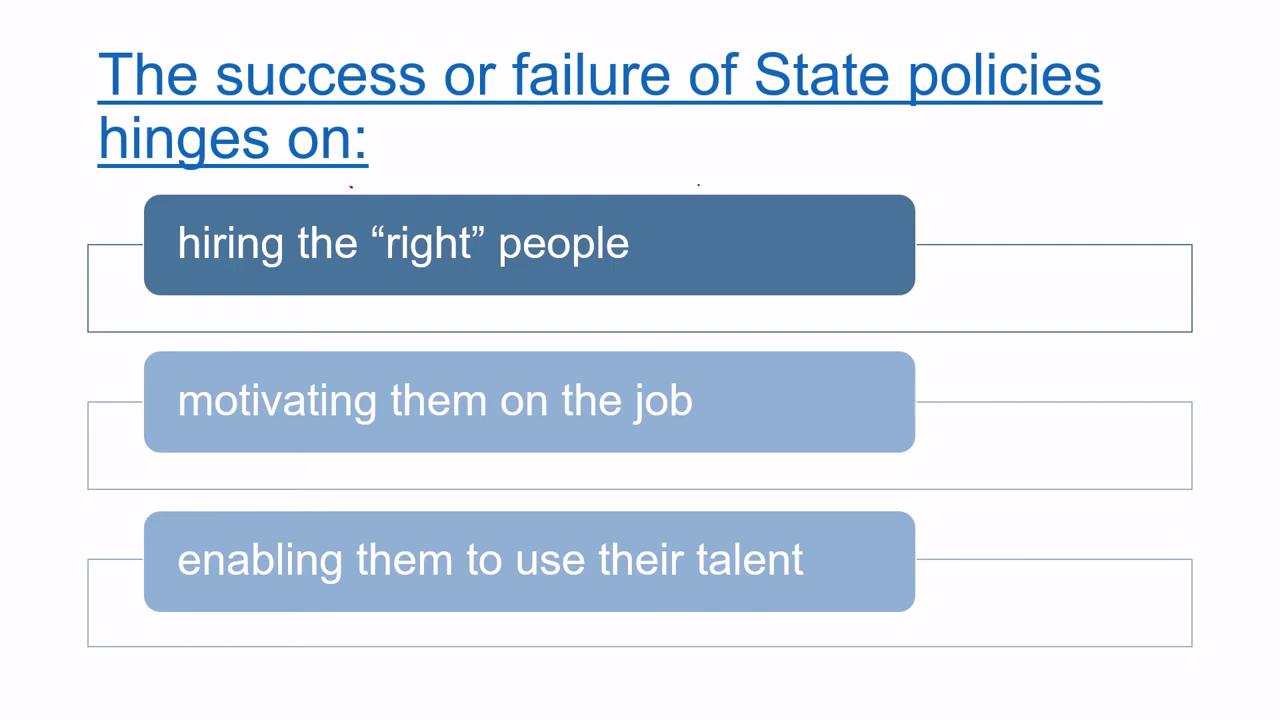 The success or failure of State policies
hinges on:
hiring the “right” people
motivating them on the job
enabling them to use their talent